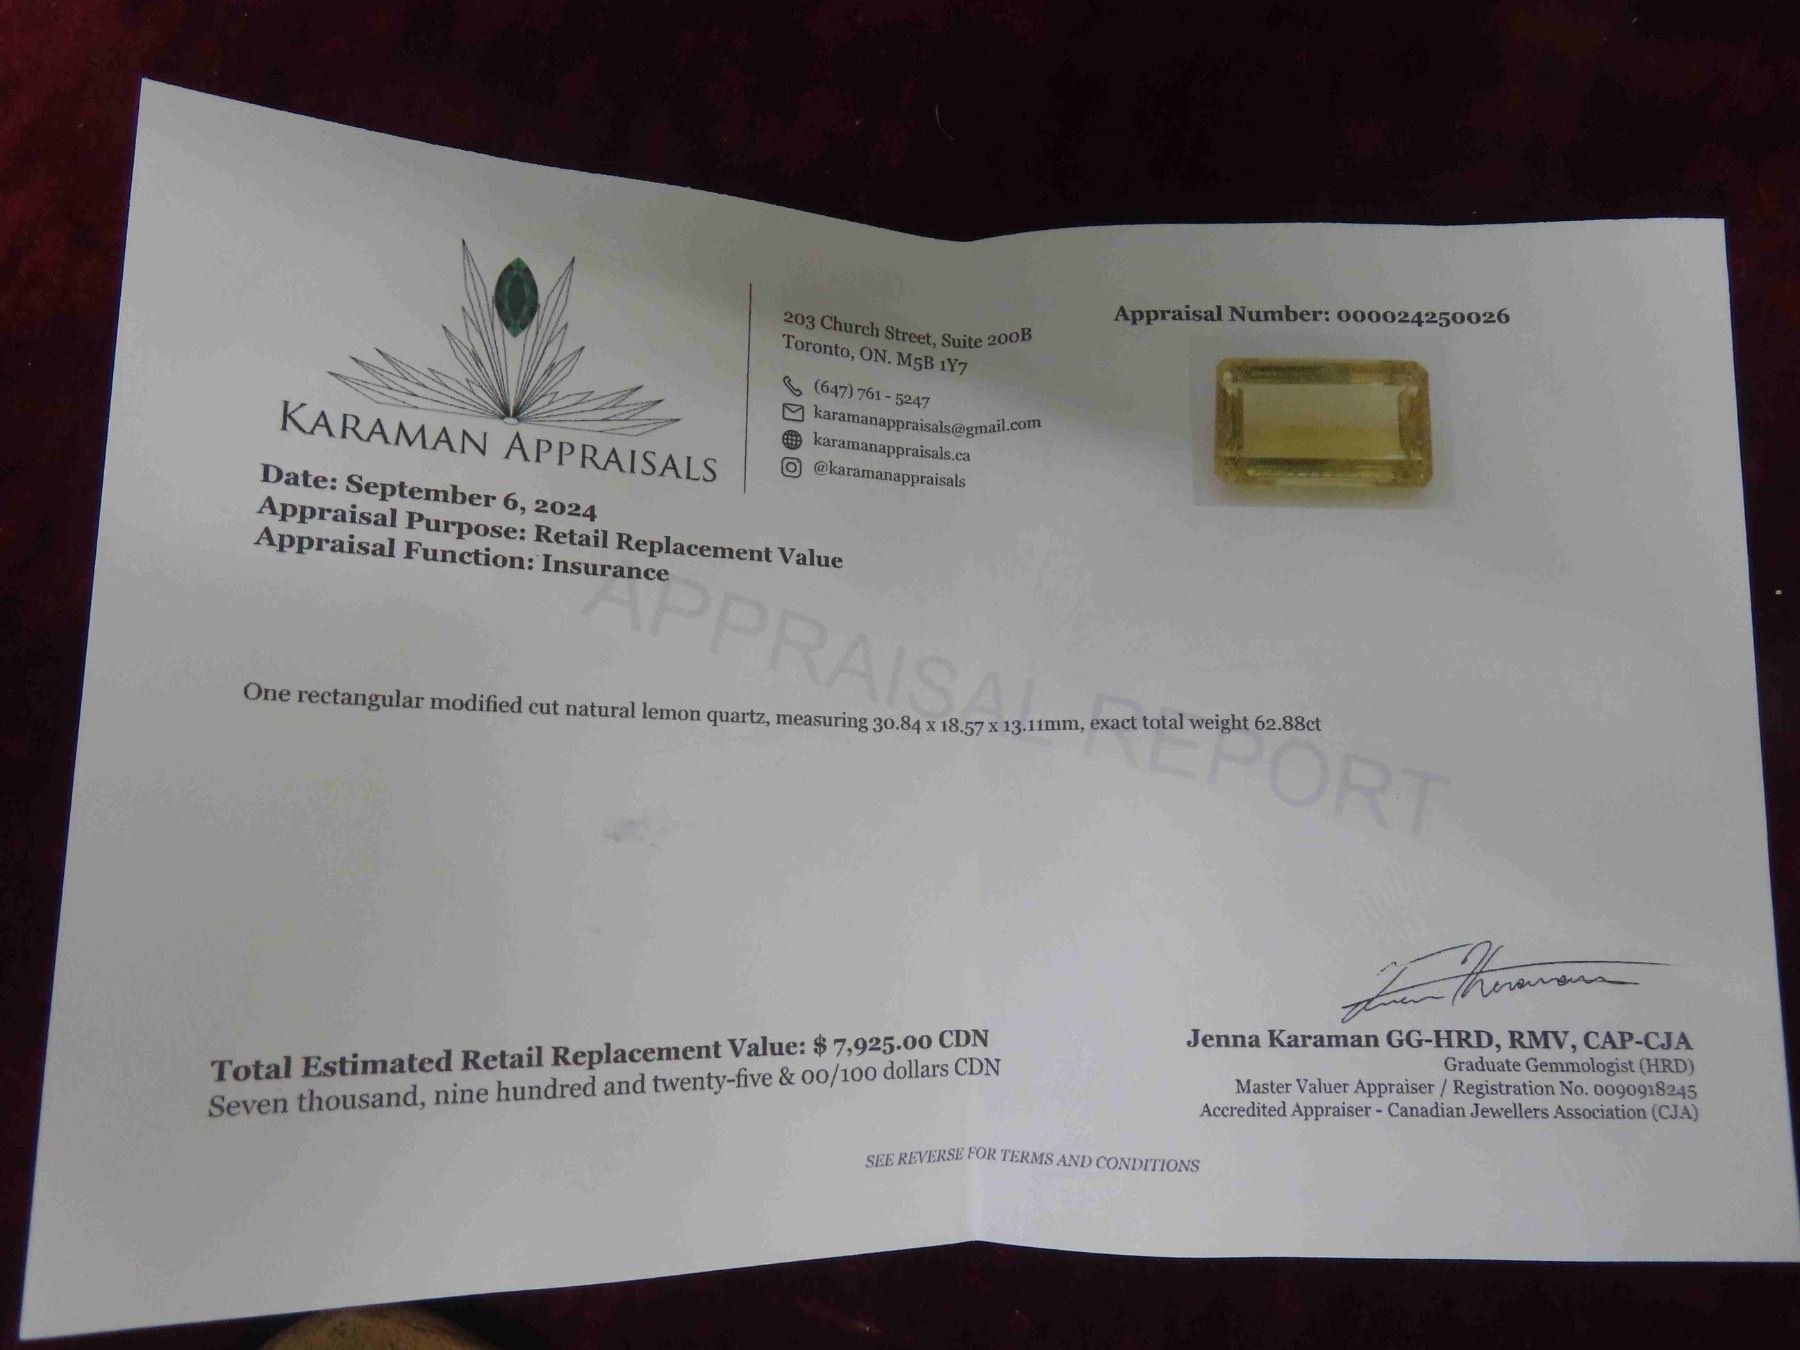 KARAMAN APPRAISALS
203 Church Street, Suite 200B
Toronto, ON. M5B 1Y7
(647) 761 - 5247
karamanappraisals@gmail.com
karamanappraisals.ca
@karamanappraisals
Appraisal Number: 000024250026
Date: September 6, 2024
Appraisal Purpose: Retail Replacement Value
Appraisal Function: Insurance
APPRAISAL REPORT
One rectangular modified cut natural lemon quartz, measuring 30.84 x 18.57 x 13.11mm, exact total weight 62.88ct
Total Estimated Retail Replacement Value: $ 7,925.00 CDN
Seven thousand, nine hundred and twenty-five & 00/100 dollars CDN
Jenna Karaman GG-HRD, RMV, CAP-CJA
Graduate Gemmologist (HRD)
Master Valuer Appraiser / Registration No. 0090918245
Accredited Appraiser - Canadian Jewellers Association (CJA)
SEE REVERSE FOR TERMS AND CONDITIONS